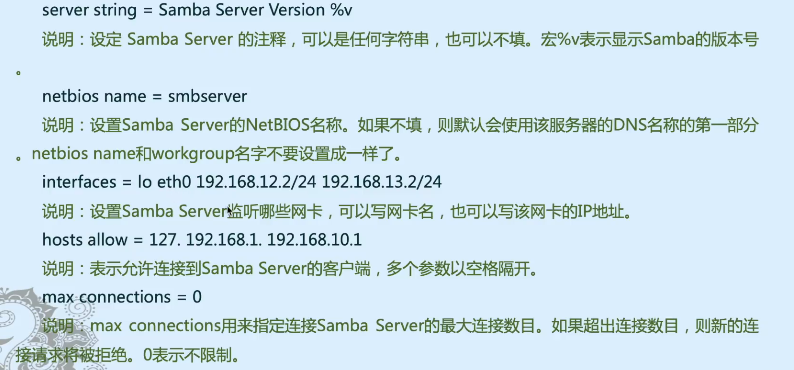 server string = Samba Server Version %v
说明：设定 Samba Server 的注释，可以是任何字符串，也可以不填。宏%v表示显示Samba的版本号
。
netbios name = smbserver
说明：设置Samba Server的NetBIOS名称。如果不填，则默认会使用该服务器的DNS名称的第一部分
。netbios name和workgroup名字不要设置成一样了。
interfaces = lo eth0 192.168.12.2/24 192.168.13.2/24
说明：设置Samba Server监听哪些网卡，可以写网卡名，也可以写该网卡的IP地址。
hosts allow = 127. 192.168.1. 192.168.10.1
说明：表示允许连接到Samba Server的客户端，多个参数以空格隔开。
max connections = 0
说明：max connections用来指定连接Samba Server的最大连接数目。如果超出连接数目，则新的连
接请求将被拒绝。0表示不限制。